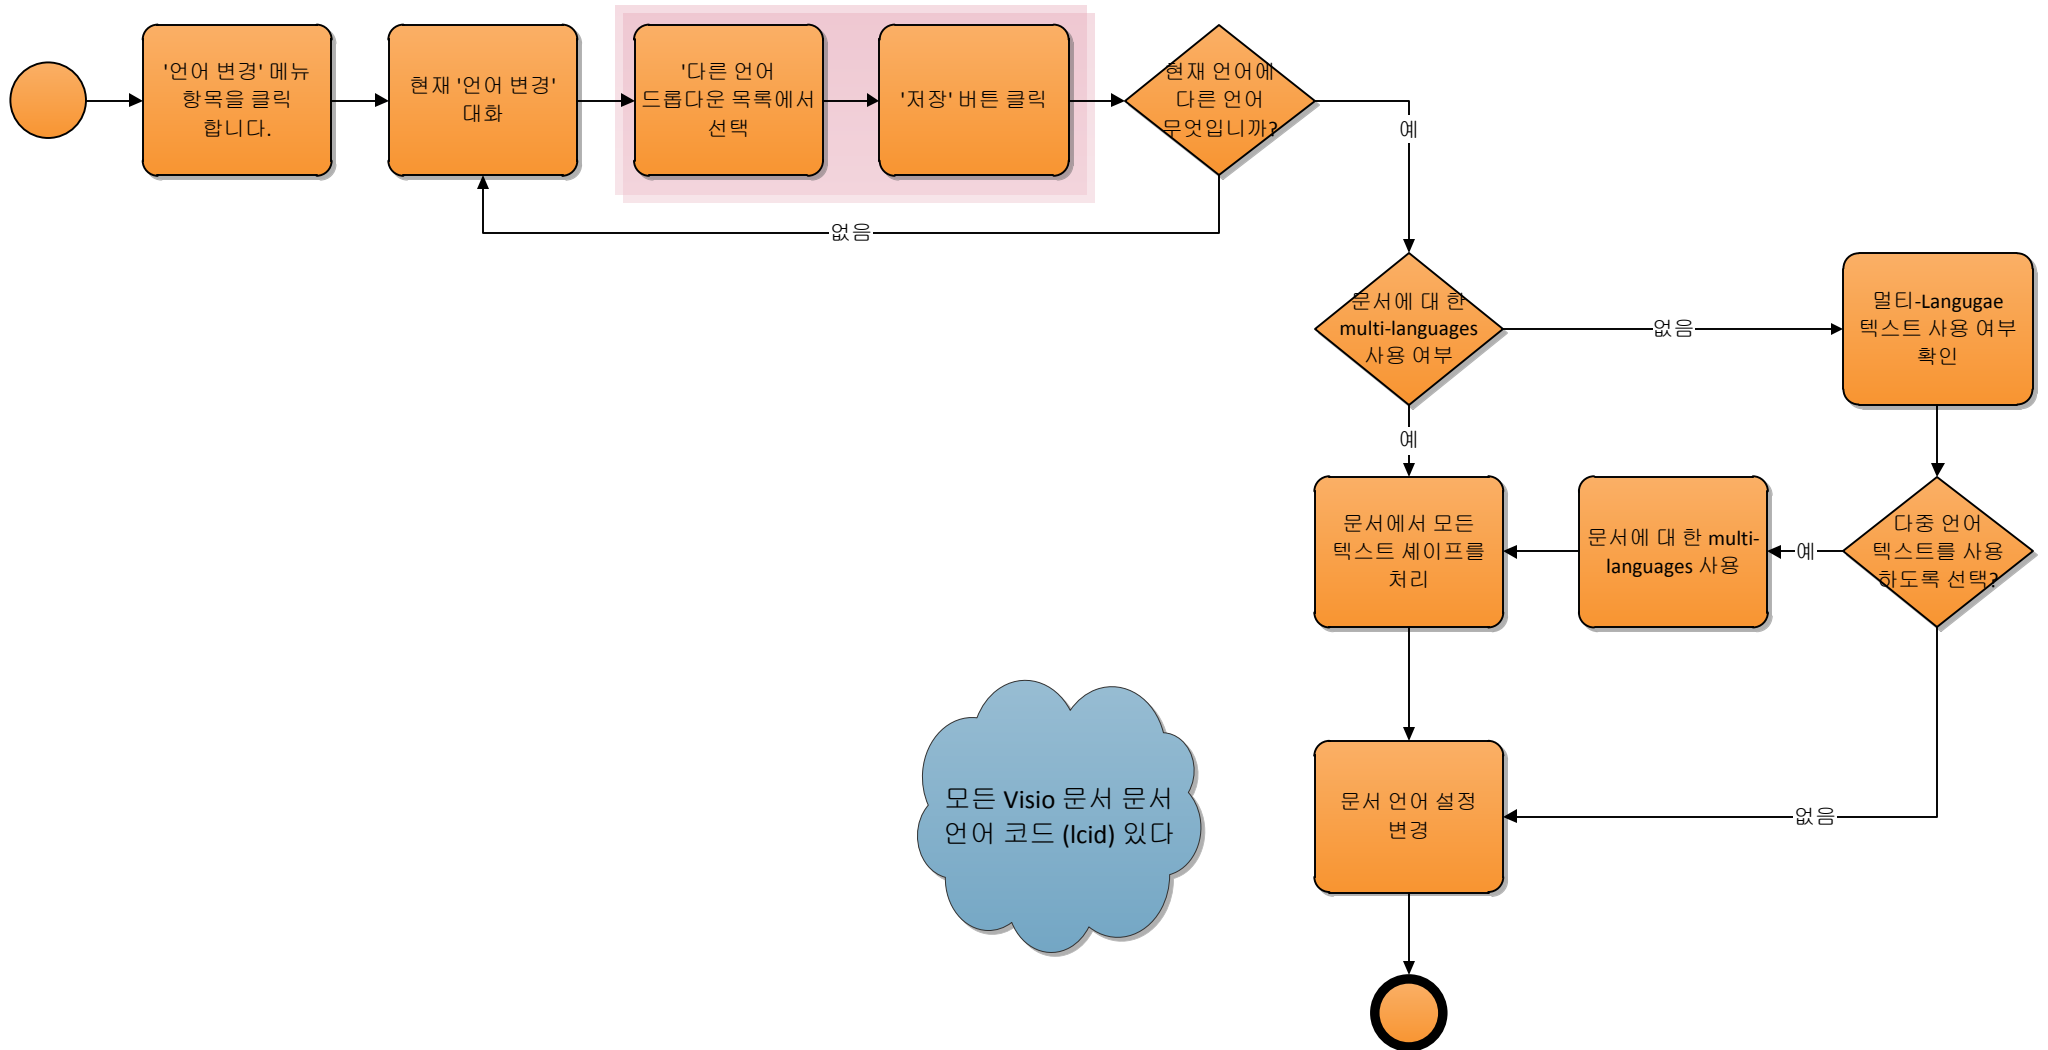 '언어 변경' 메뉴
항목을 클릭
합니다.
현재 '언어 변경'
대화
'다른 언어
드롭다운 목록에서
선택
'저장' 버튼 클릭
현재 언어에
다른 언어
무엇입니까?
예
없음
문서에 대 한
multi-languages
사용 여부
없음
멀티-Langugae
텍스트 사용 여부
확인
예
문서에서 모든
텍스트 셰이프를
처리
문서에 대 한 multi-
languages 사용
예
다중 언어
텍스트를 사용
하도록 선택?
모든 Visio 문서 문서
언어 코드 (lcid) 있다
문서 언어 설정
변경
없음